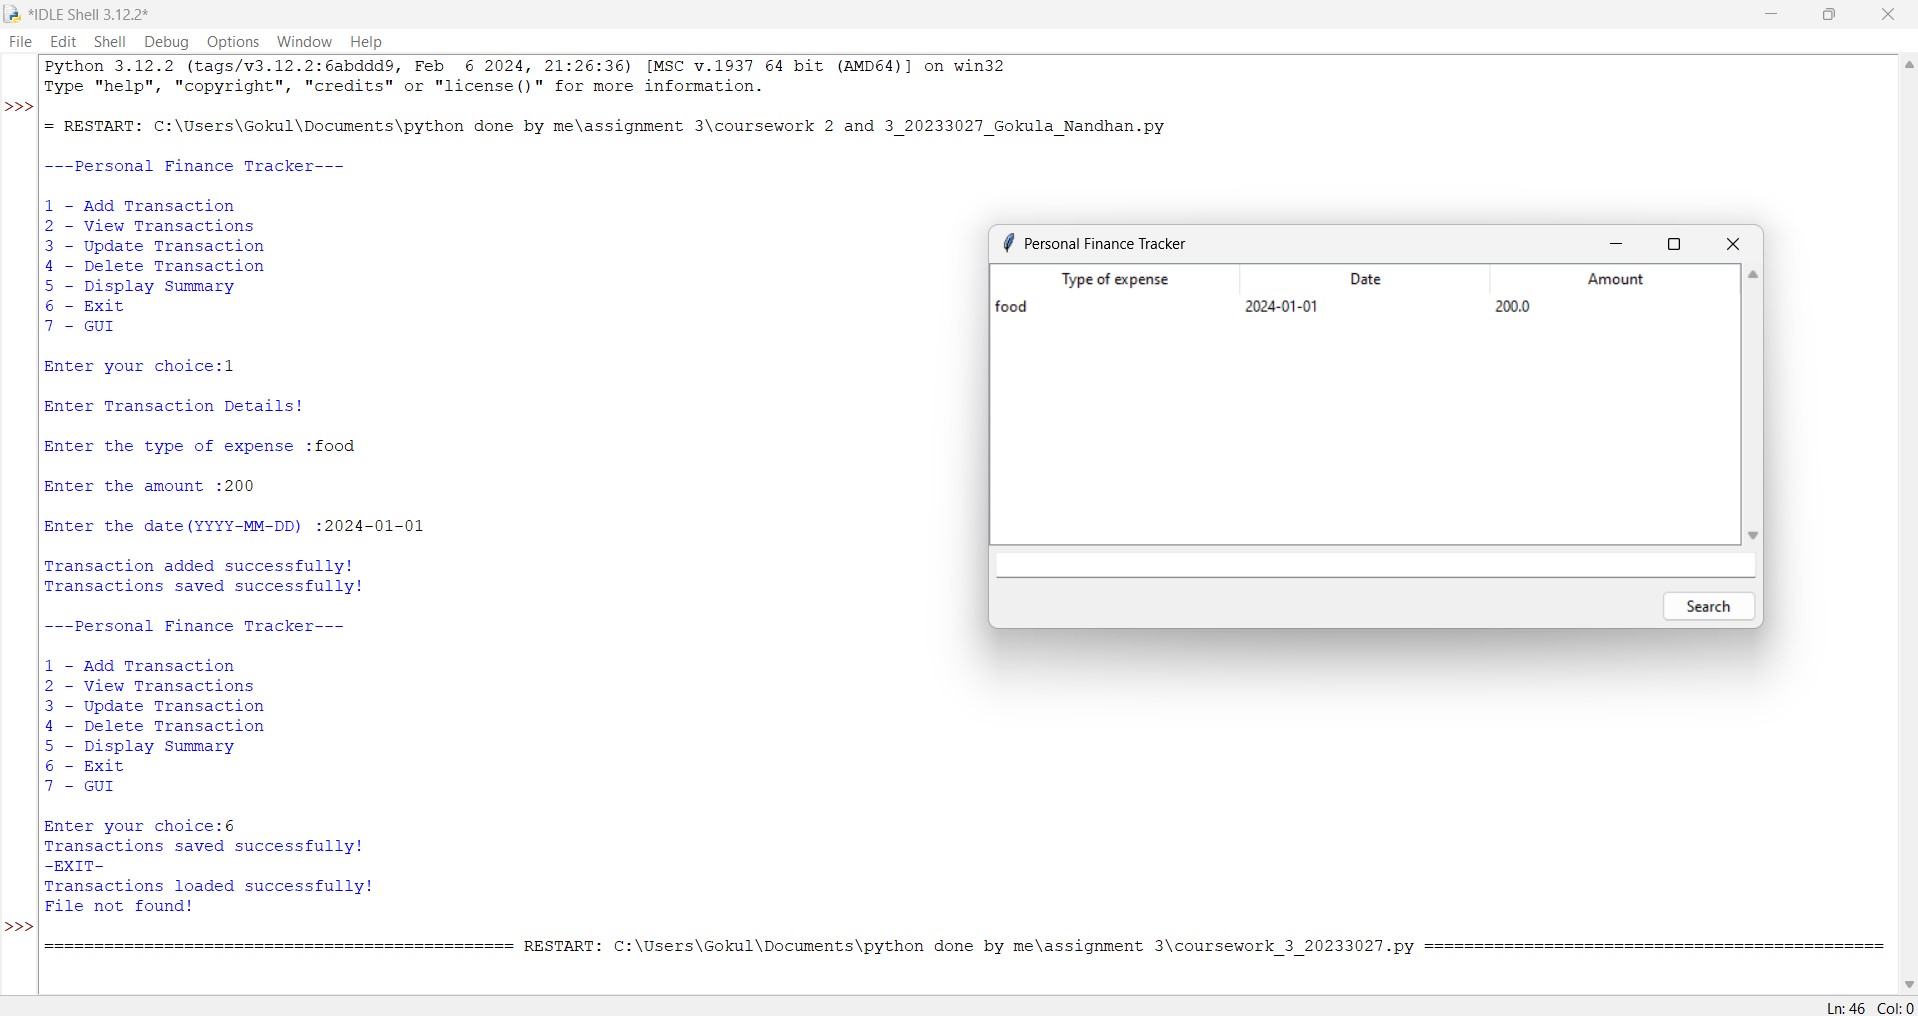 *IDLE Shell 3.12.2*
File Edit Shell Debug Options Window Help
Python 3.12.2 (tags/v3.12.2:6abddd9, Feb  6 2024, 21:26:36) [MSC v.1937 64 bit (AMD64)] on win32
Type "help", "copyright", "credits" or "license()" for more information.
>>>
= RESTART: C:\Users\Gokul\Documents\python done by me\assignment 3\coursework 2 and 3_20233027_Gokula_Nandhan.py
---Personal Finance Tracker---
1 - Add Transaction
2 - View Transactions
3 - Update Transaction
4 - Delete Transaction
5 - Display Summary
6 - Exit
7 - GUI
Enter your choice:1
Enter Transaction Details!
Enter the type of expense :food
Enter the amount :200
Enter the date(YYYY-MM-DD) :2024-01-01
Transaction added successfully!
Transactions saved successfully!
---Personal Finance Tracker---
1 - Add Transaction
2 - View Transactions
3 - Update Transaction
4 - Delete Transaction
5 - Display Summary
6 - Exit
7 - GUI
Enter your choice:6
Transactions saved successfully!
-EXIT-
Transactions loaded successfully!
File not found!
>>>
=============================================== RESTART: C:\Users\Gokul\Documents\python done by me\assignment 3\coursework_3_20233027.py ==============================================
Personal Finance Tracker
Type of expense Date Amount
food 2024-01-01 200.0
Search
Ln: 46 Col: 0